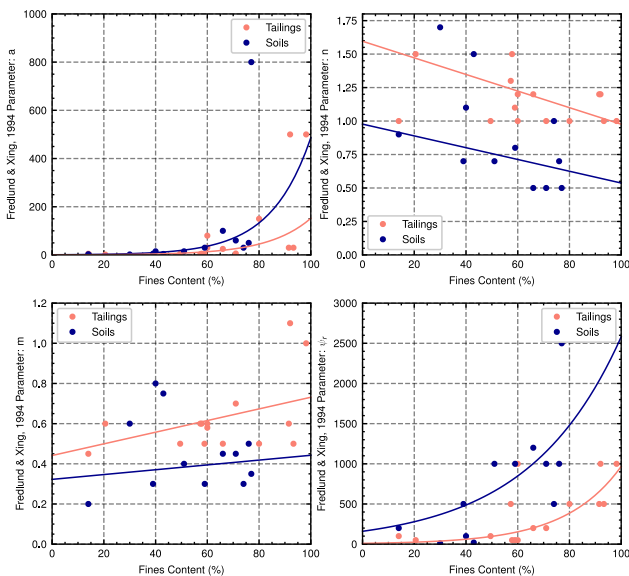 1000
800
600
400
200
0
0 20 40 60 80 100
Fines Content (%)
Fredlund & Xing, 1994 Parameter: a
Tailings
Soils
1.75
1.50
1.25
1.00
0.75
0.50
0.25
0.00
0 20 40 60 80 100
Fines Content (%)
Fredlund & Xing, 1994 Parameter: n
Tailings
Soils
1.2
1.0
0.8
0.6
0.4
0.2
0.0
0 20 40 60 80 100
Fines Content (%)
Fredlund & Xing, 1994 Parameter: m
Tailings
Soils
3000
2500
2000
1500
1000
500
0
0 20 40 60 80 100
Fines Content (%)
Fredlund & Xing, 1994 Parameter: ψr
Tailings
Soils